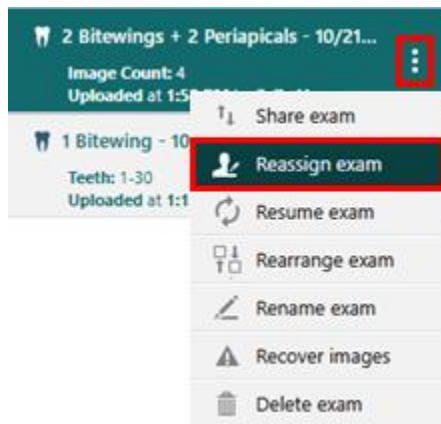 2 Bitewings + 2 Periapicals - 10/21...
Image Count: 4
Uploaded at 1:5
Share exam
1 Bitewing - 10
Reassign exam
Teeth: 1-30
Uploaded at 1:1
Resume exam
Rearrange exam
Rename exam
Recover images
Delete exam